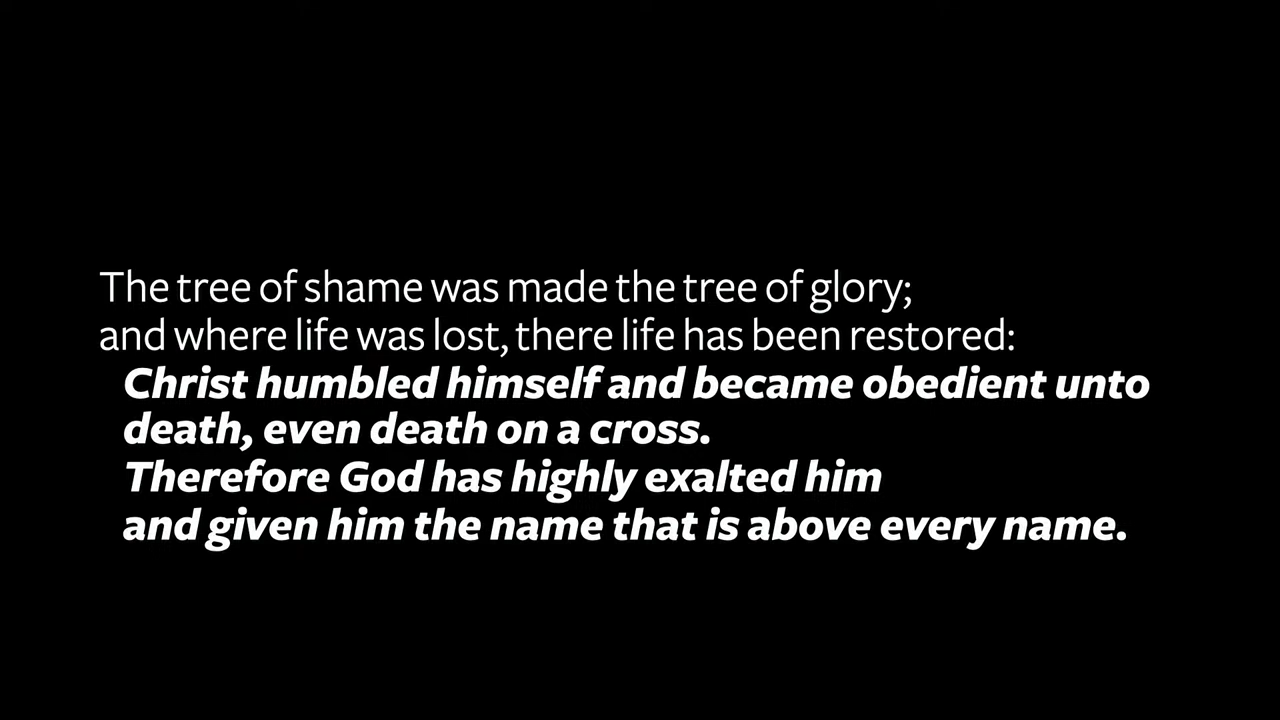 The tree of shame was made the tree of glory;
and where life was lost, there life has been restored:
Christ humbled himself and became obedient unto
death, even death on a cross.
Therefore God has highly exalted him
and given him the name that is above every name.